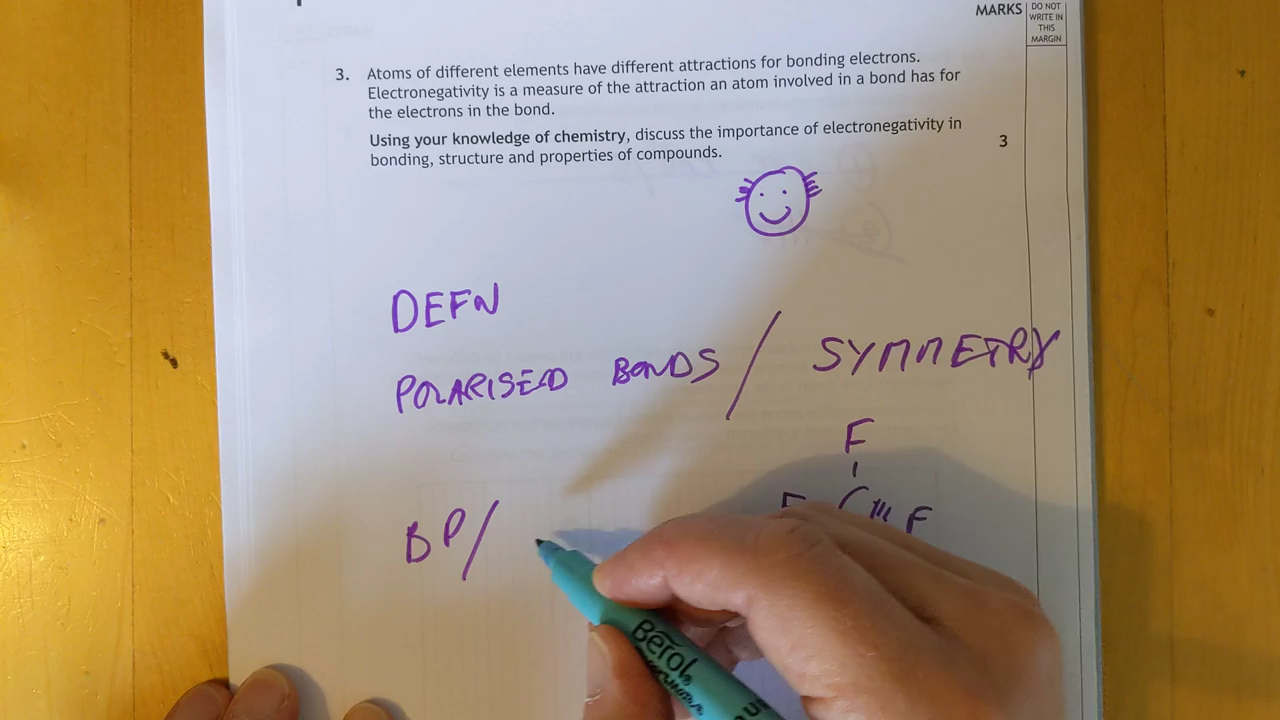 MARKS
DO NOT
WRITE IN
THIS
MARGIN
3. Atoms of different elements have different attractions for bonding electrons.
Electronegativity is a measure of the attraction an atom involved in a bond has for
the electrons in the bond.
Using your knowledge of chemistry, discuss the importance of electronegativity in
bonding, structure and properties of compounds.
3
DEFN
POLARISED BONDS / SYMMETRY
F
F C F
BP/
Berol